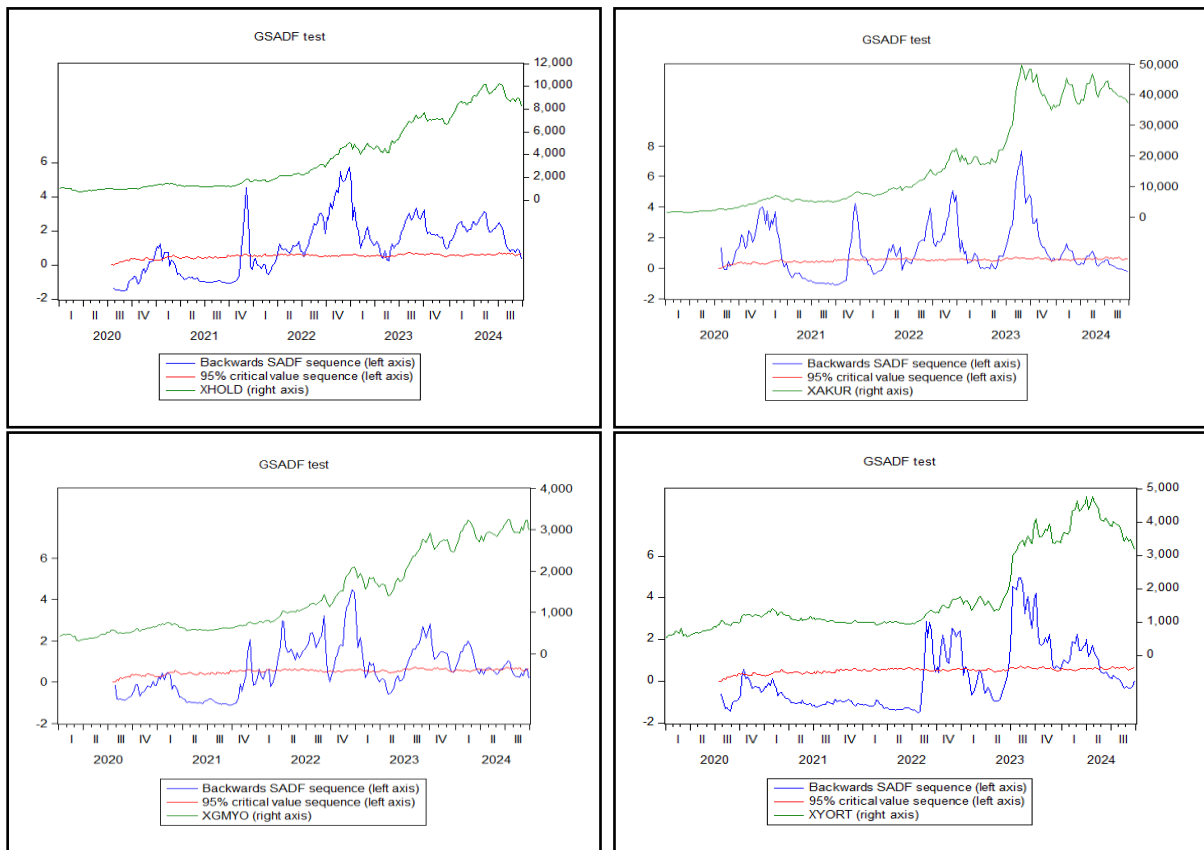 GSADF test
12,000
10,000
8,000
6,000
4,000
2,000
0
6
4
2
0
-2
I II III IV I II III IV I II III IV I II III IV I II III
2020 2021 2022 2023 2024
Backwards SADF sequence (left axis)
95% critical value sequence (left axis)
XHOLD (right axis)
GSADF test
50,000
40,000
30,000
20,000
10,000
0
8
6
4
2
0
-2
I II III IV I II III IV I II III IV I II III IV I II III
2020 2021 2022 2023 2024
Backwards SADF sequence (left axis)
95% critical value sequence (left axis)
XAKUR (right axis)
GSADF test
4,000
3,000
2,000
1,000
0
6
4
2
0
-2
I II III IV I II III IV I II III IV I II III IV I II III
2020 2021 2022 2023 2024
Backwards SADF sequence (left axis)
95% critical value sequence (left axis)
XGMYO (right axis)
GSADF test
5,000
4,000
3,000
2,000
1,000
0
6
4
2
0
-2
I II III IV I II III IV I II III IV I II III IV I II III
2020 2021 2022 2023 2024
Backwards SADF sequence (left axis)
95% critical value sequence (left axis)
XYORT (right axis)